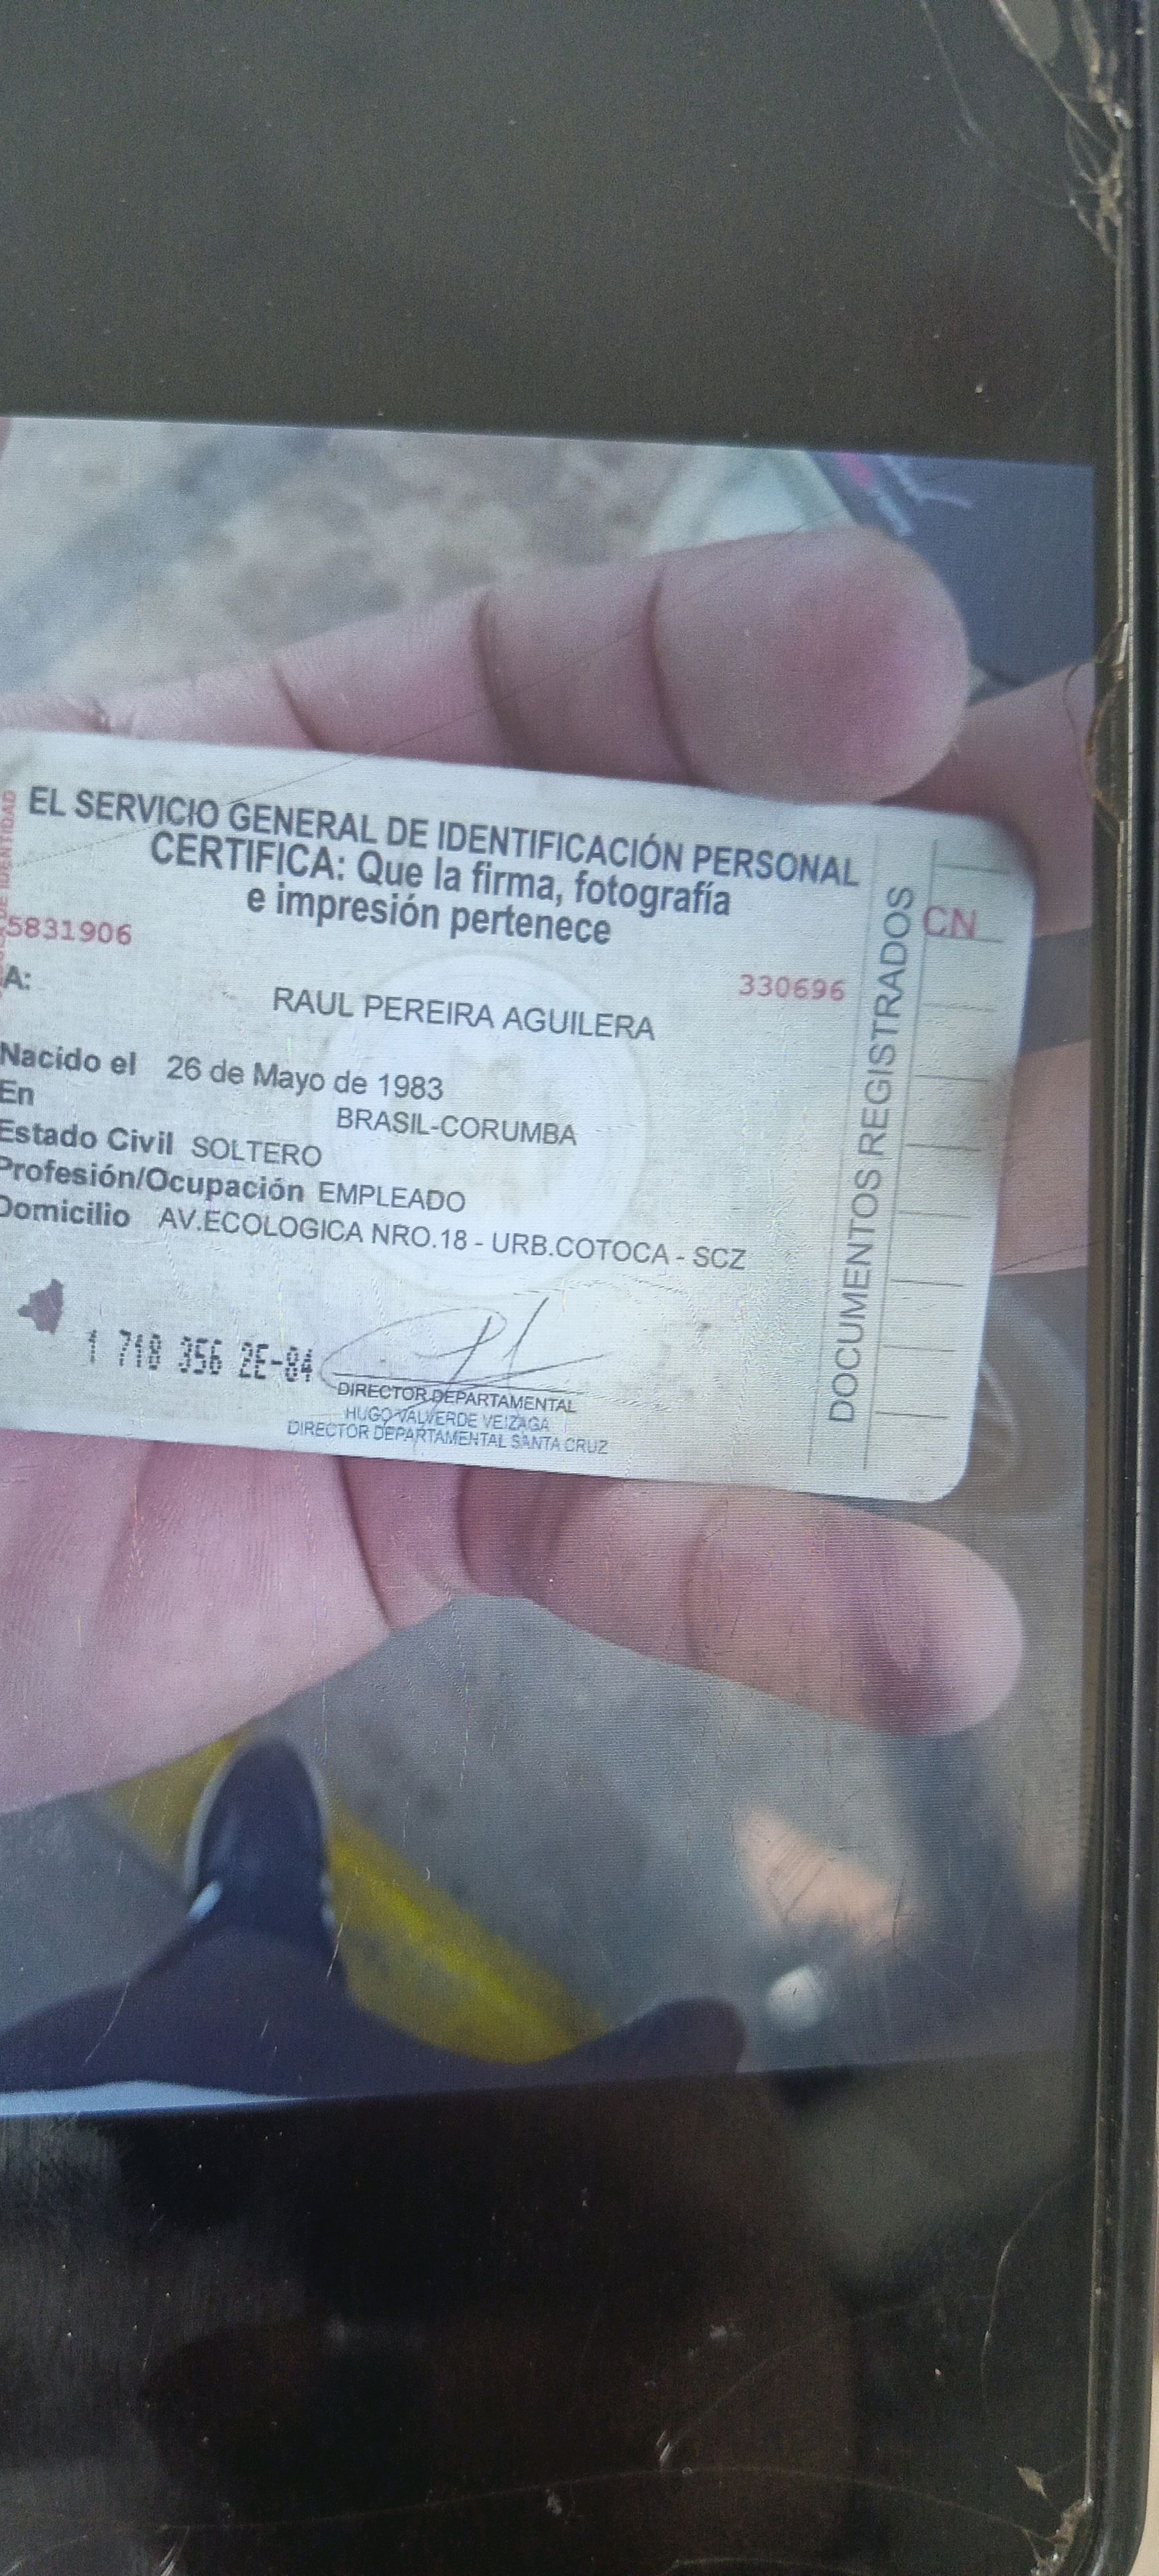 EL SERVICIO GENERAL DE IDENTIFICACIÓN PERSONAL
CERTIFICA: Que la firma, fotografía
e impresión pertenece
DE IDENTIDAD
5831906
330696
A:
RAUL PEREIRA AGUILERA
Nacido el 26 de Mayo de 1983
En BRASIL-CORUMBA
Estado Civil SOLTERO
Profesión/Ocupación EMPLEADO
Domicilio AV.ECOLOGICA NRO.18 - URB.COTOCA - SCZ
1 718 356 2E-84
DIRECTOR DEPARTAMENTAL
HUGO VALVERDE VEIZAGA
DIRECTOR DEPARTAMENTAL SANTA CRUZ
DOCUMENTOS REGISTRADOS
CN